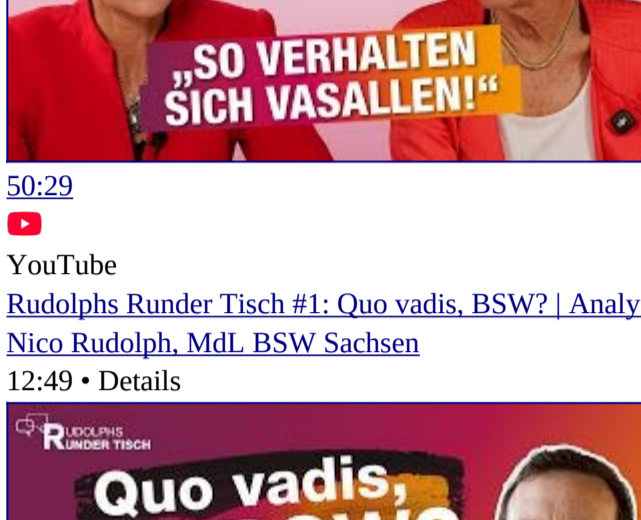 „SO VERHALTEN
SICH VASALLEN!“
50:29
YouTube
Rudolphs Runder Tisch #1: Quo vadis, BSW? | Analy
Nico Rudolph, MdL BSW Sachsen
12:49 • Details
RUDOLPHS
RUNDER TISCH
Quo vadis,